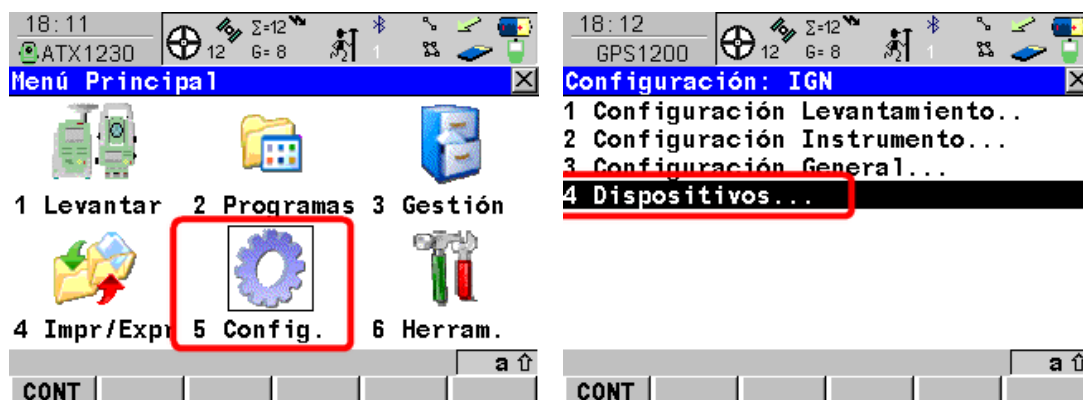 18:11
ATX1230
12
Σ=12
G= 8
1
Menú Principal
1 Levantar
2 Programas
3 Gestión
4 Impr/Expr
5 Config.
6 Herram.
a
CONT
18:12
GPS1200
12
Σ=12
G= 8
1
Configuración: IGN
1 Configuración Levantamiento..
2 Configuración Instrumento...
3 Configuración General...
4 Dispositivos...
a
CONT